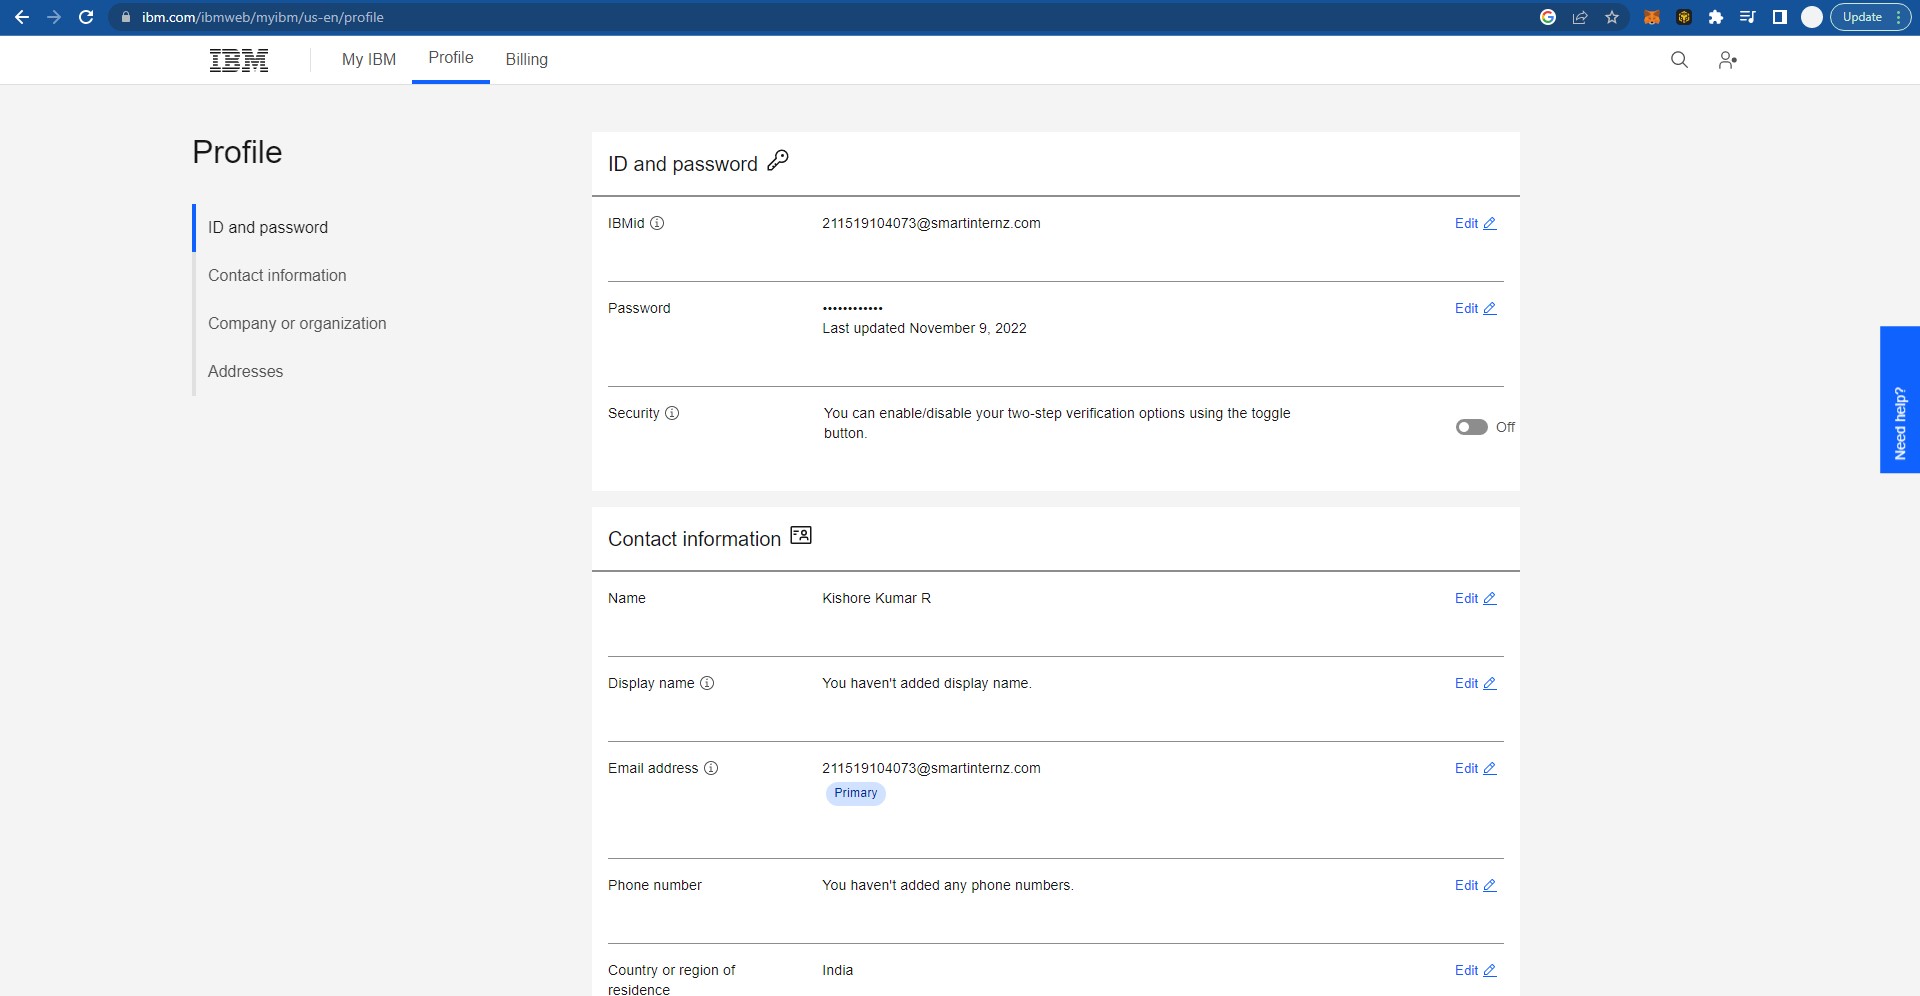 ibm.com/ibmweb/myibm/us-en/profile
Update
IBM
My IBM
Profile
Billing
Profile
ID and password
Contact information
Company or organization
Addresses
ID and password
IBMid
211519104073@smartinternz.com
Edit
Password
••••••••••••
Edit
Last updated November 9, 2022
Security
You can enable/disable your two-step verification options using the toggle
button.
Off
Need help?
Contact information
Name
Kishore Kumar R
Edit
Display name
You haven't added display name.
Edit
Email address
211519104073@smartinternz.com
Edit
Primary
Phone number
You haven't added any phone numbers.
Edit
Country or region of
residence
India
Edit